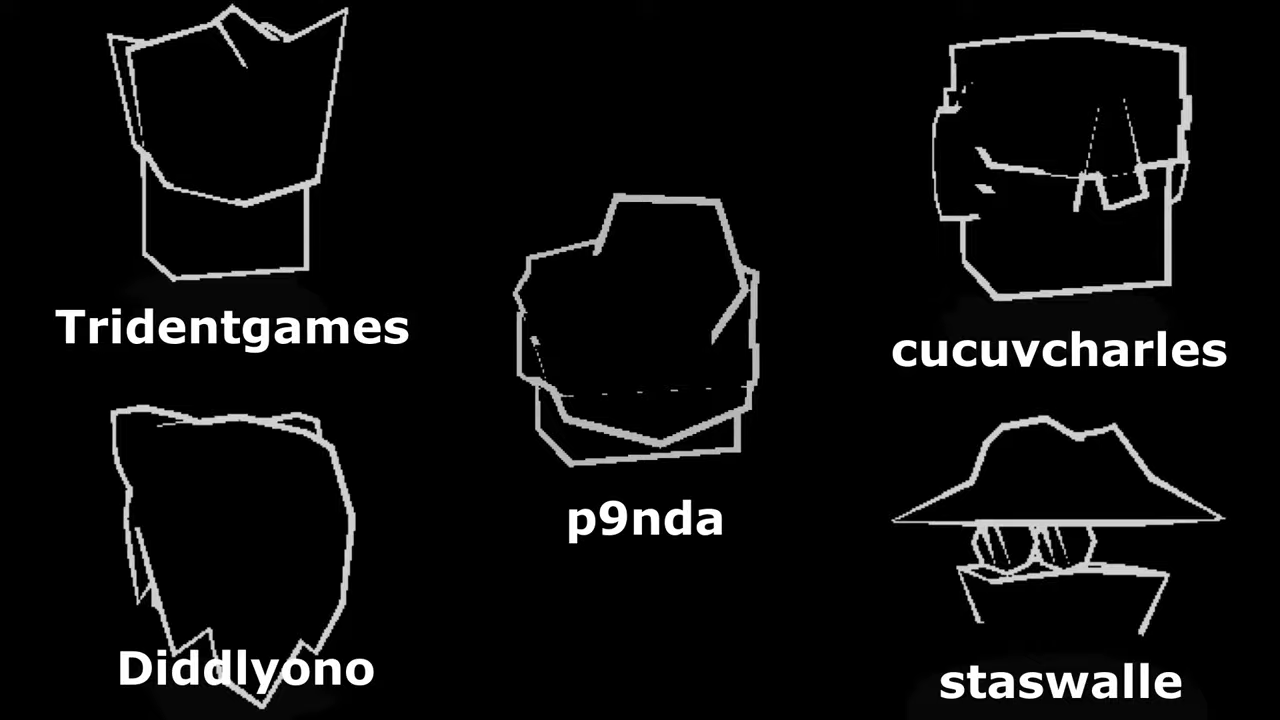 Tridentgames
cucuvcharles
p9nda
Diddlyono
staswalle